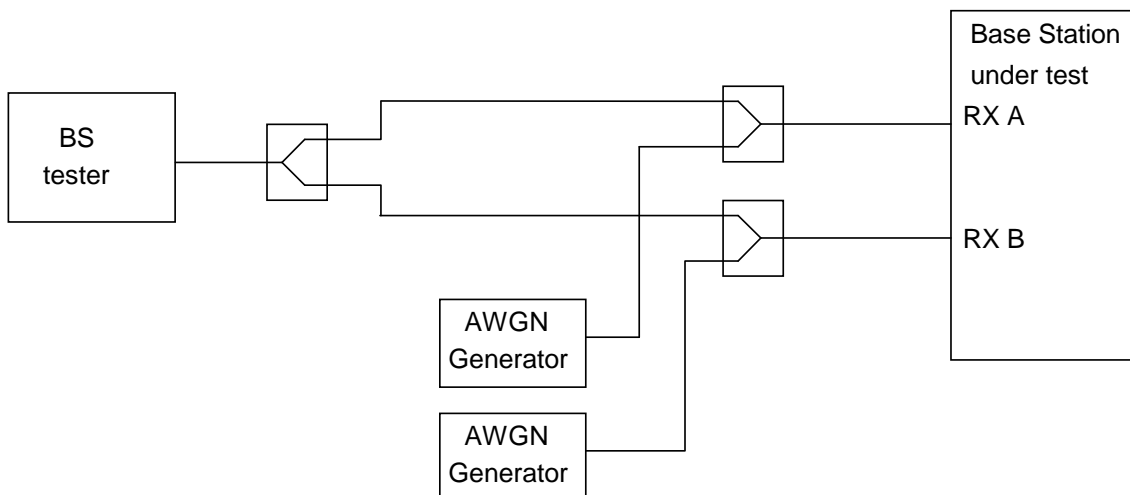 BS
tester
Base Station
under test
RX A
RX B
AWGN
Generator
AWGN
Generator